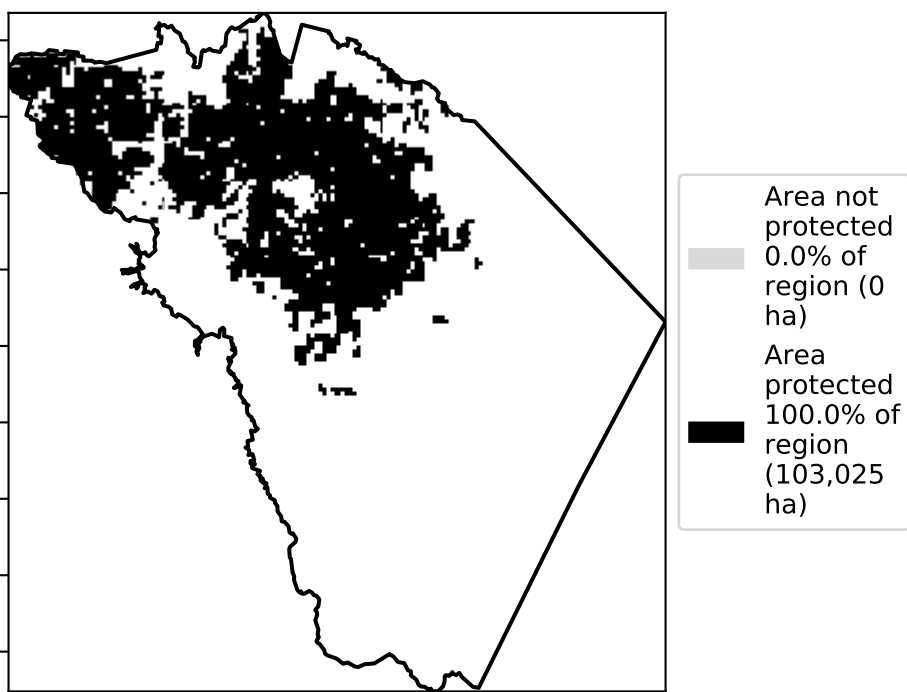 Area not
protected
0.0% of
region (0
ha)
Area
protected
100.0% of
region
(103,025
ha)